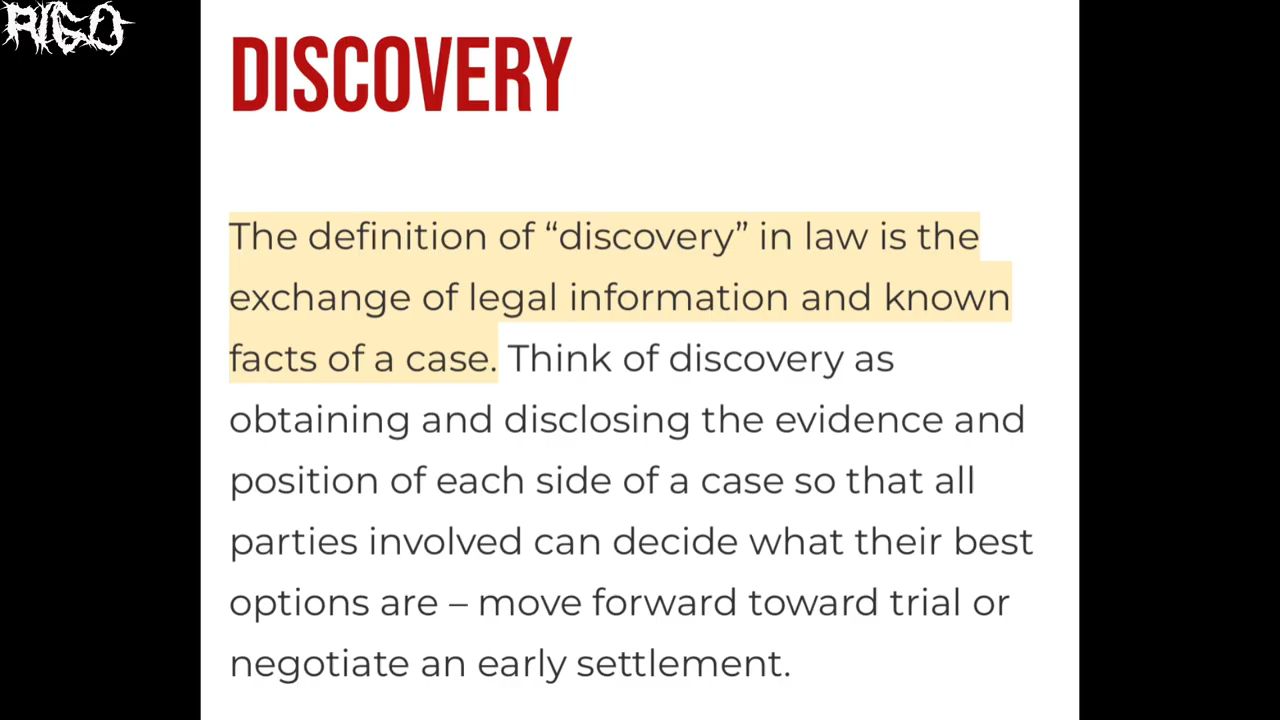 RIGO
DISCOVERY
The definition of “discovery” in law is the
exchange of legal information and known
facts of a case. Think of discovery as
obtaining and disclosing the evidence and
position of each side of a case so that all
parties involved can decide what their best
options are – move forward toward trial or
negotiate an early settlement.